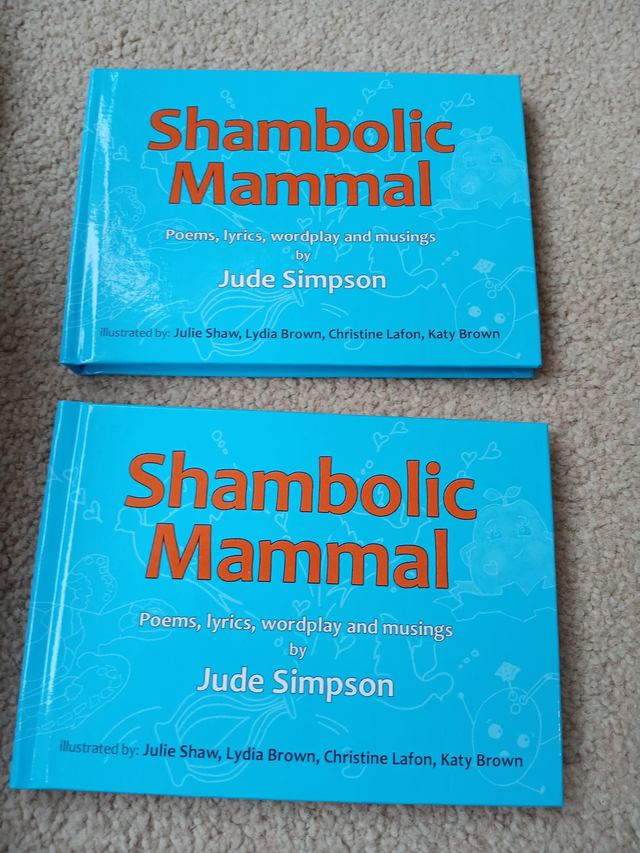 Shambolic
Mammal
Poems, lyrics, wordplay and musings
by
Jude Simpson
illustrated by: Julie Shaw, Lydia Brown, Christine Lafon, Katy Brown
Shambolic
Mammal
Poems, lyrics, wordplay and musings
by
Jude Simpson
illustrated by: Julie Shaw, Lydia Brown, Christine Lafon, Katy Brown